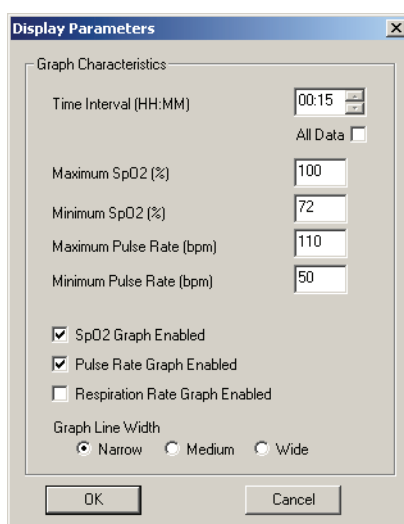 Display Parameters
Graph Characteristics
Time Interval (HH:MM) 00:15
All Data
Maximum SpO2 (%) 100
Minimum SpO2 (%) 72
Maximum Pulse Rate (bpm) 110
Minimum Pulse Rate (bpm) 50
SpO2 Graph Enabled
Pulse Rate Graph Enabled
Respiration Rate Graph Enabled
Graph Line Width
Narrow Medium Wide
OK Cancel